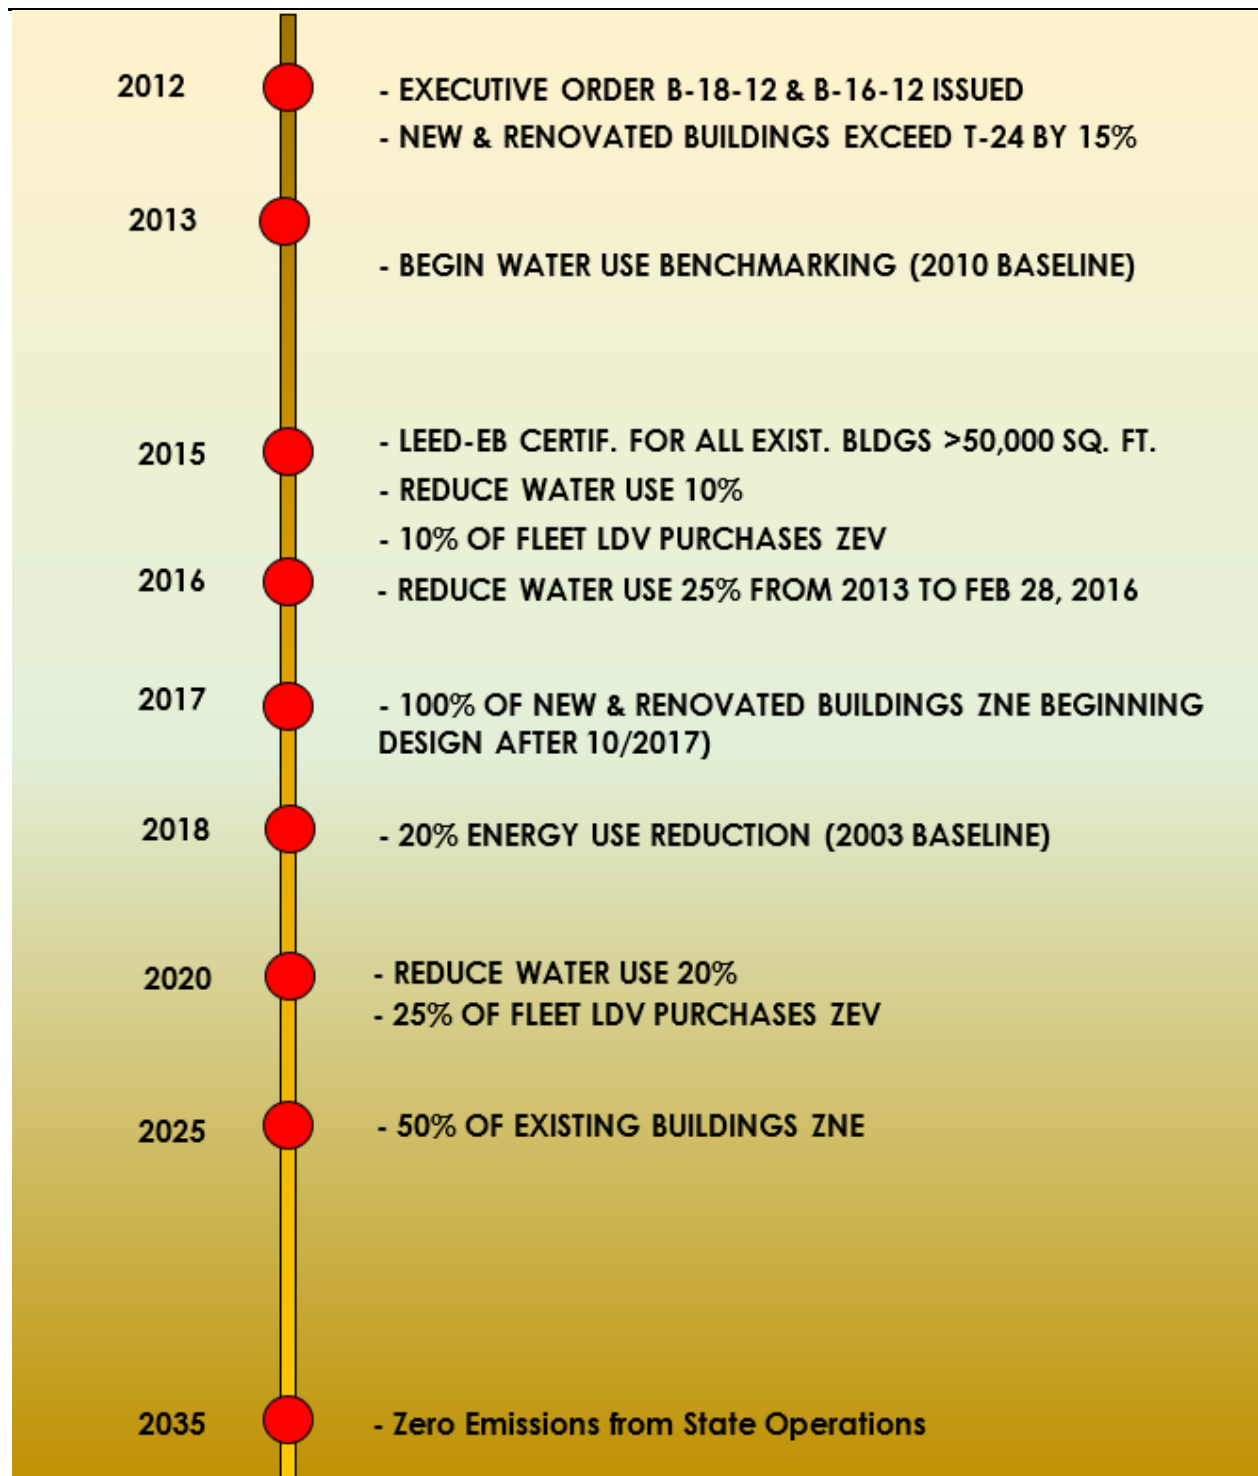 2012
- EXECUTIVE ORDER B-18-12 & B-16-12 ISSUED
- NEW & RENOVATED BUILDINGS EXCEED T-24 BY 15%
2013
- BEGIN WATER USE BENCHMARKING (2010 BASELINE)
2015
- LEED-EB CERTIF. FOR ALL EXIST. BLDGS >50,000 SQ. FT.
- REDUCE WATER USE 10%
- 10% OF FLEET LDV PURCHASES ZEV
2016
- REDUCE WATER USE 25% FROM 2013 TO FEB 28, 2016
2017
- 100% OF NEW & RENOVATED BUILDINGS ZNE BEGINNING
DESIGN AFTER 10/2017)
2018
- 20% ENERGY USE REDUCTION (2003 BASELINE)
2020
- REDUCE WATER USE 20%
- 25% OF FLEET LDV PURCHASES ZEV
2025
- 50% OF EXISTING BUILDINGS ZNE
2035
- Zero Emissions from State Operations